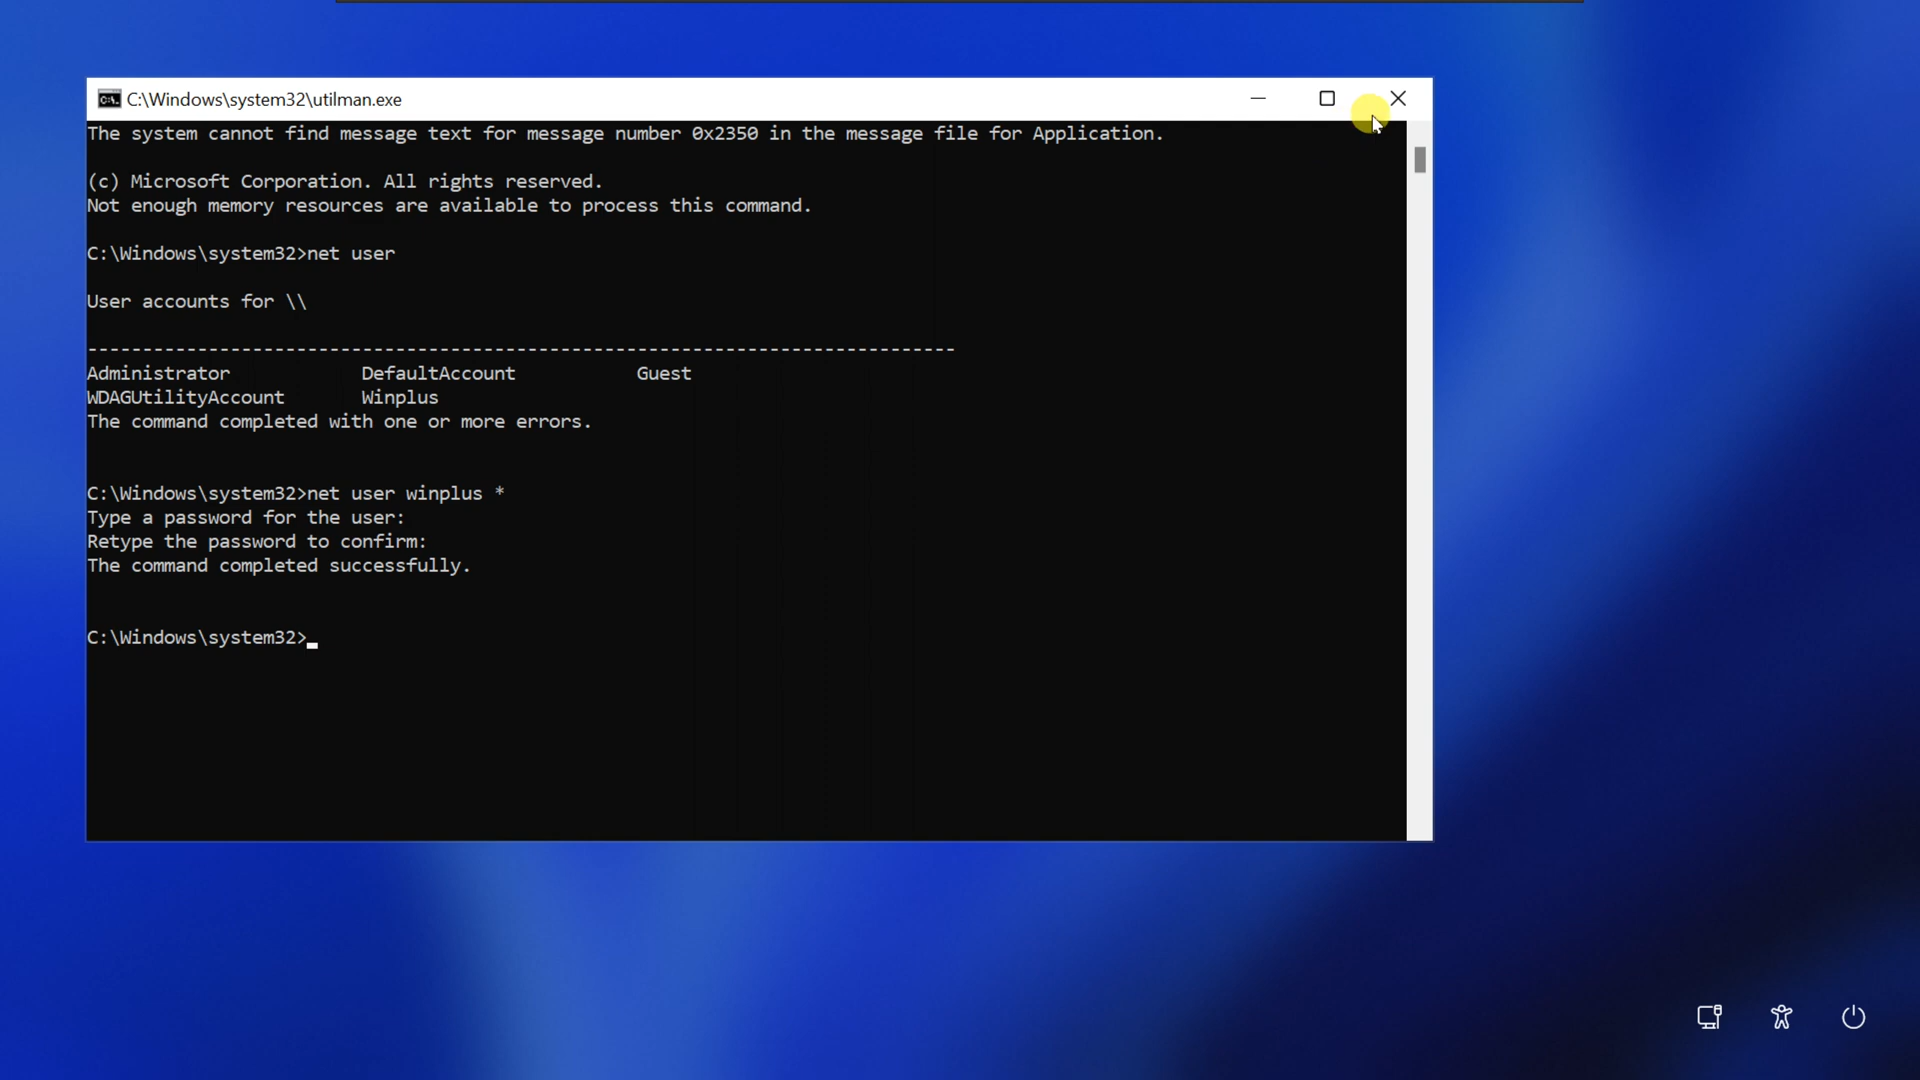 C:\Windows\system32\utilman.exe
The system cannot find message text for message number 0x2350 in the message file for Application.
(c) Microsoft Corporation. All rights reserved.
Not enough memory resources are available to process this command.
C:\Windows\system32>net user
User accounts for \\
-------------------------------------------------------------------------------
Administrator            DefaultAccount           Guest
WDAGUtilityAccount       Winplus
The command completed with one or more errors.
C:\Windows\system32>net user winplus *
Type a password for the user:
Retype the password to confirm:
The command completed successfully.
C:\Windows\system32>